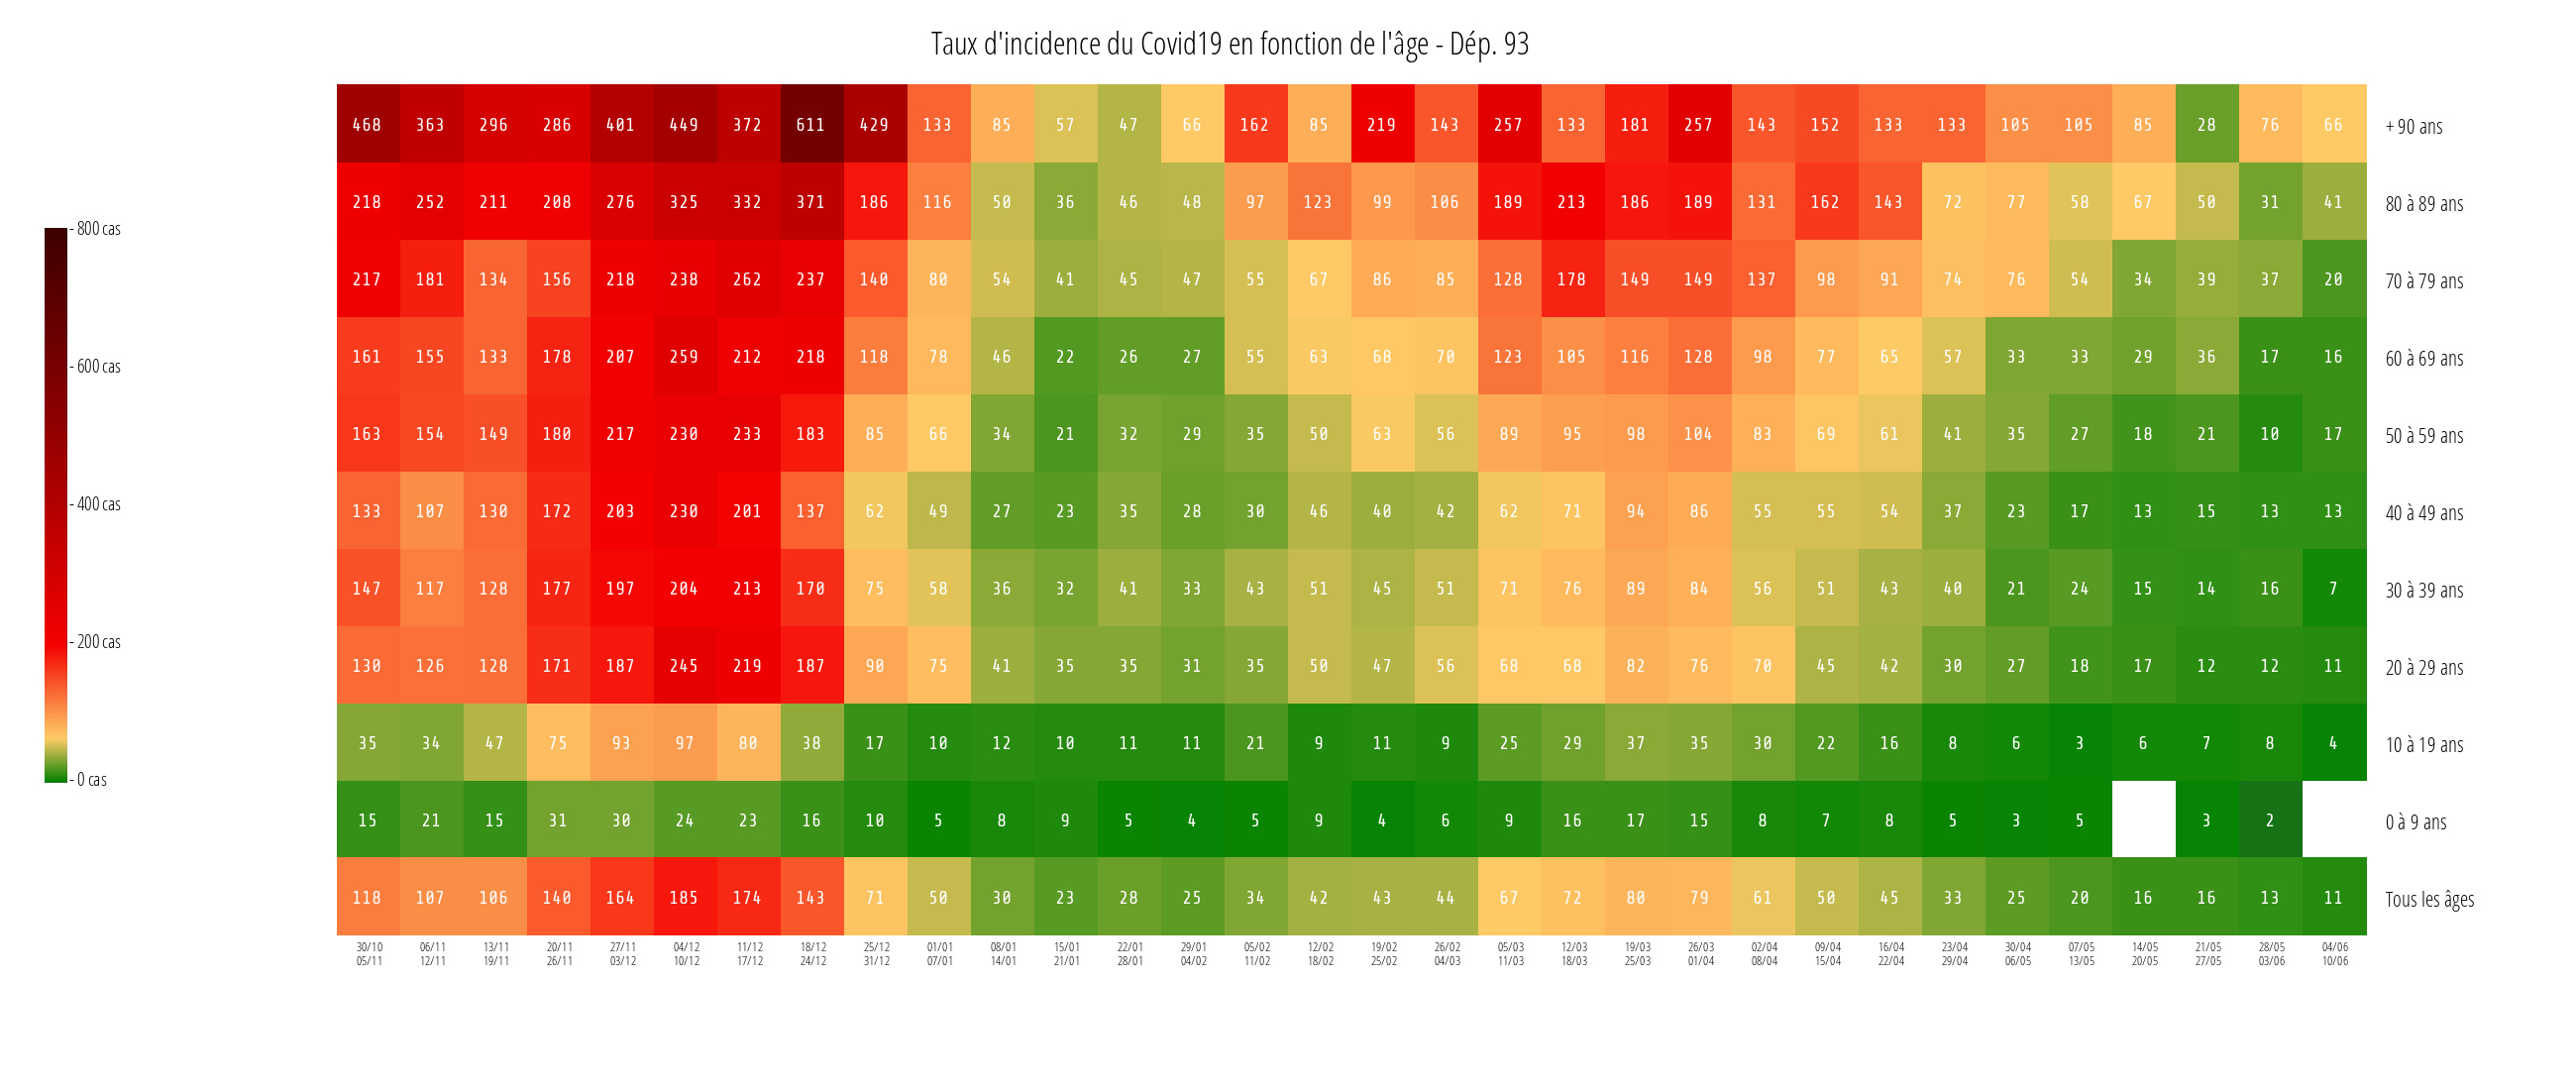 Taux d'incidence du Covid19 en fonction de l'âge - Dép. 93
- 800 cas
- 600 cas
- 400 cas
- 200 cas
- 0 cas
468 363 296 286 401 449 372 611 429 133 85 57 47 66 162 85 219 143 257 133 181 257 143 152 133 133 105 105 85 28 76 66 + 90 ans
218 252 211 208 276 325 332 371 186 116 50 36 46 48 97 123 99 106 189 213 186 189 131 162 143 72 77 58 67 50 31 41 80 à 89 ans
217 181 134 156 218 238 262 237 140 80 54 41 45 47 55 67 86 85 128 178 149 149 137 98 91 74 76 54 34 39 37 20 70 à 79 ans
161 155 133 178 207 259 212 218 118 78 46 22 26 27 55 63 68 70 123 105 116 128 98 77 65 57 33 33 29 36 17 16 60 à 69 ans
163 154 149 180 217 230 233 183 85 66 34 21 32 29 35 50 63 56 89 95 98 104 83 69 61 41 35 27 18 21 10 17 50 à 59 ans
133 107 130 172 203 230 201 137 62 49 27 23 35 28 30 46 40 42 62 71 94 86 55 55 54 37 23 17 13 15 13 13 40 à 49 ans
147 117 128 177 197 204 213 170 75 58 36 32 41 33 43 51 45 51 71 76 89 84 56 51 43 40 21 24 15 14 16 7 30 à 39 ans
130 126 128 171 187 245 219 187 90 75 41 35 35 31 35 50 47 56 68 68 82 76 70 45 42 30 27 18 17 12 12 11 20 à 29 ans
35 34 47 75 93 97 80 38 17 10 12 10 11 11 21 9 11 9 25 29 37 35 30 22 16 8 6 3 6 7 8 4 10 à 19 ans
15 21 15 31 30 24 23 16 10 5 8 9 5 4 5 9 4 6 9 16 17 15 8 7 8 5 3 5 3 2 0 à 9 ans
118 107 106 140 164 185 174 143 71 50 30 23 28 25 34 42 43 44 67 72 80 79 61 50 45 33 25 20 16 16 13 11 Tous les âges
30/10 06/11 13/11 20/11 27/11 04/12 11/12 18/12 25/12 01/01 08/01 15/01 22/01 29/01 05/02 12/02 19/02 26/02 05/03 12/03 19/03 26/03 02/04 09/04 16/04 23/04 30/04 07/05 14/05 21/05 28/05 04/06
05/11 12/11 19/11 26/11 03/12 10/12 17/12 24/12 31/12 07/01 14/01 21/01 28/01 04/02 11/02 18/02 25/02 04/03 11/03 18/03 25/03 01/04 08/04 15/04 22/04 29/04 06/05 13/05 20/05 27/05 03/06 10/06